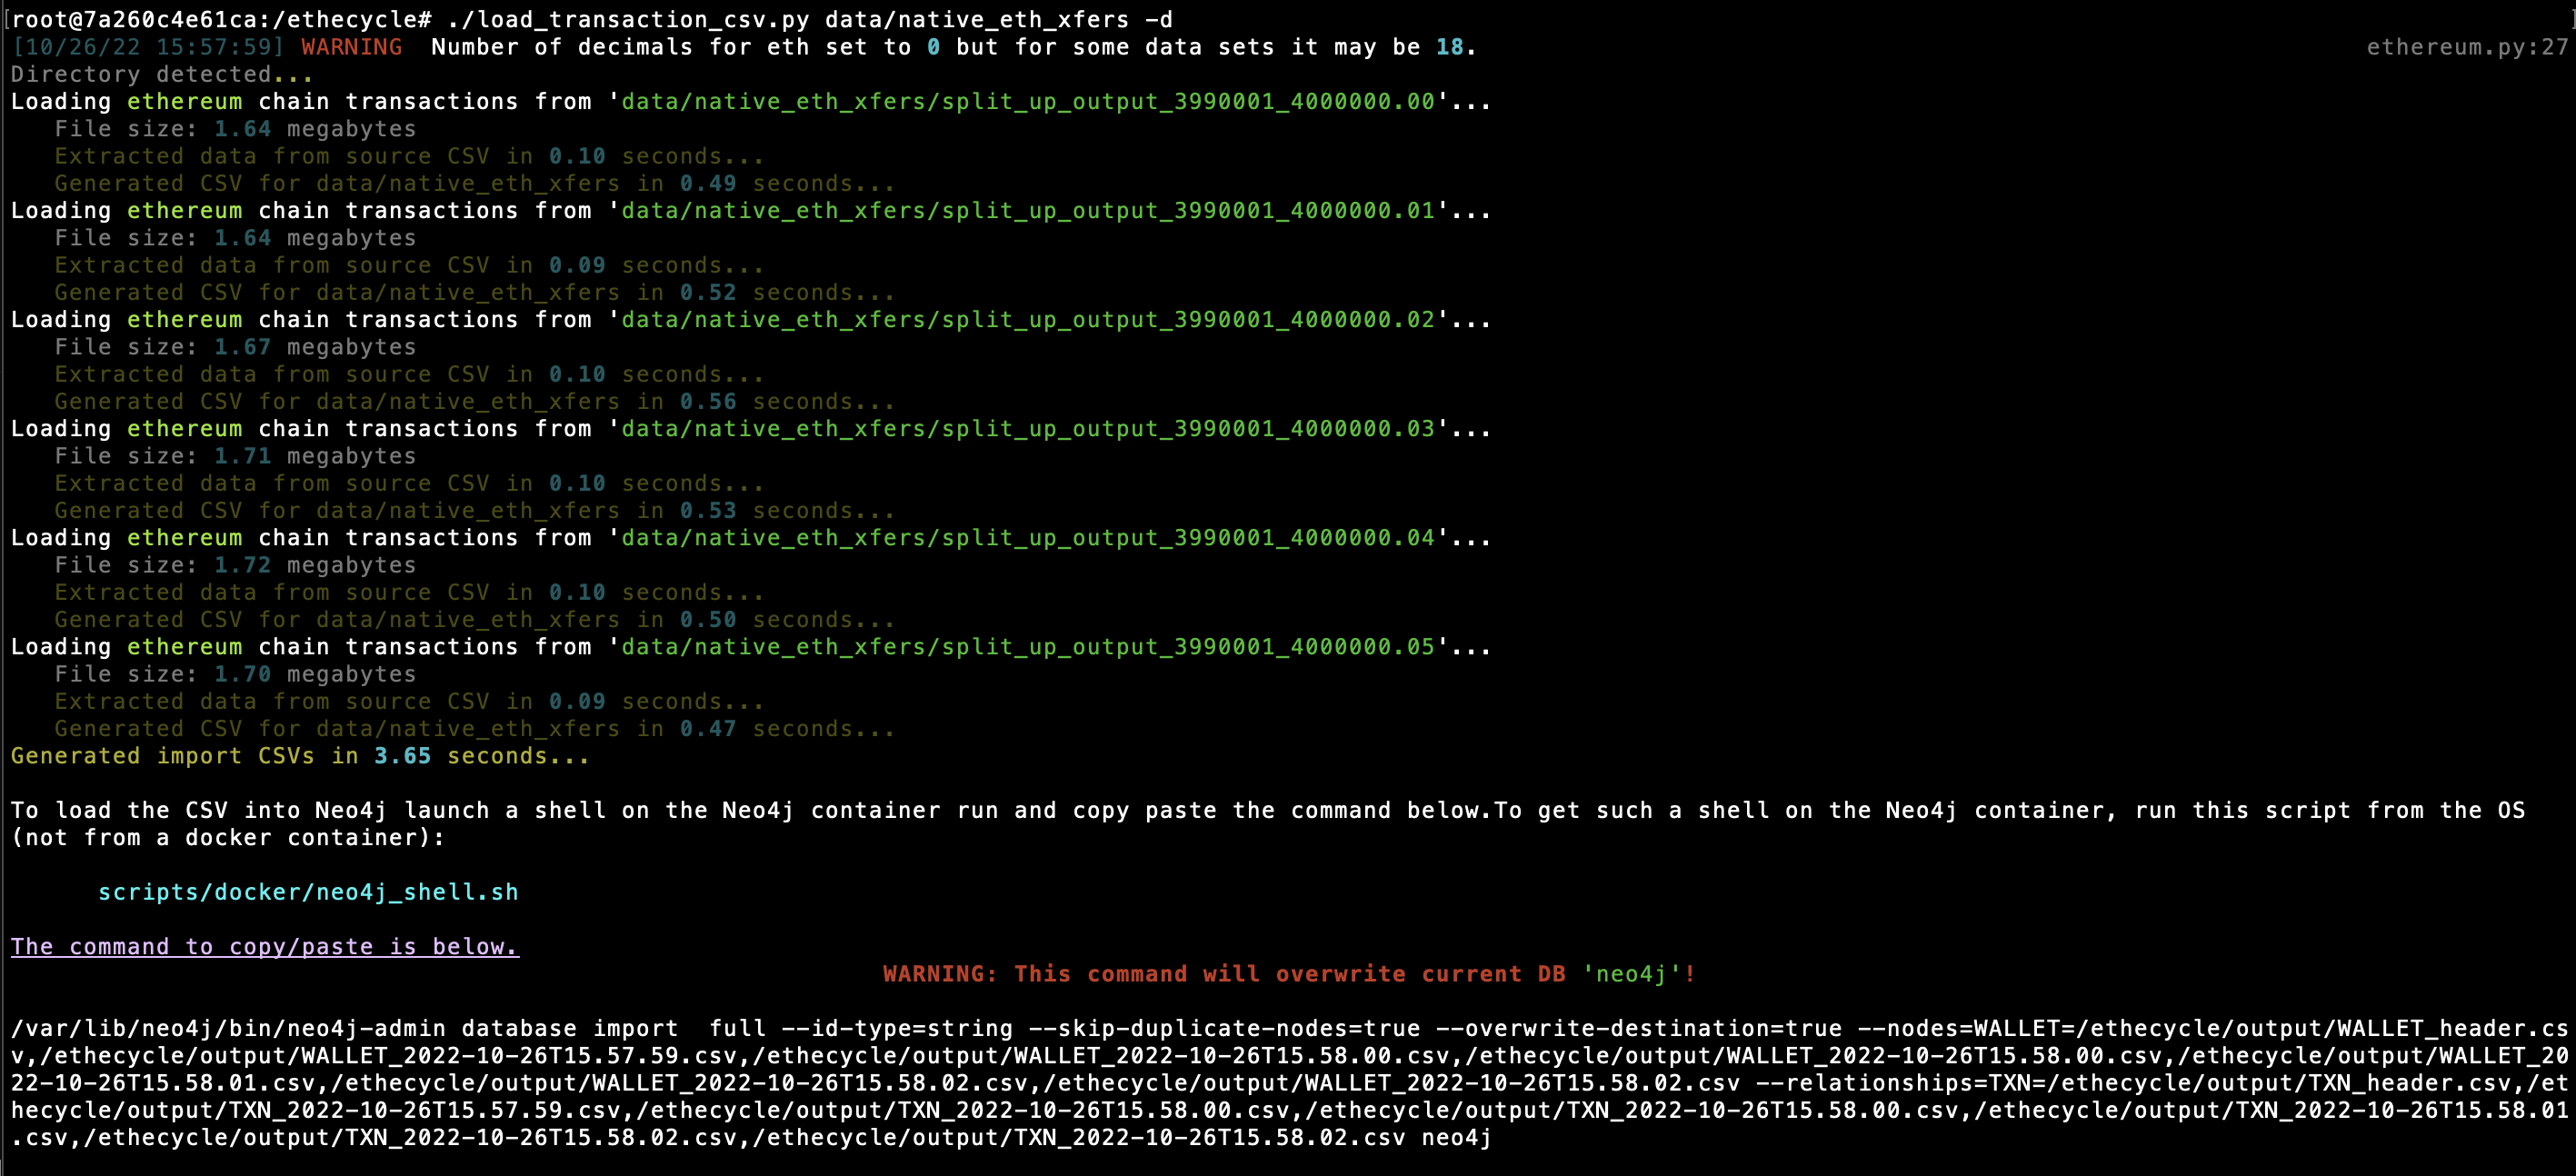 [root@7a260c4e61ca:/ethecycle# ./load_transaction_csv.py data/native_eth_xfers -d ]
[10/26/22 15:57:59] WARNING  Number of decimals for eth set to 0 but for some data sets it may be 18. ethereum.py:27
Directory detected...
Loading ethereum chain transactions from 'data/native_eth_xfers/split_up_output_3990001_4000000.00'...
   File size: 1.64 megabytes
   Extracted data from source CSV in 0.10 seconds...
   Generated CSV for data/native_eth_xfers in 0.49 seconds...
Loading ethereum chain transactions from 'data/native_eth_xfers/split_up_output_3990001_4000000.01'...
   File size: 1.64 megabytes
   Extracted data from source CSV in 0.09 seconds...
   Generated CSV for data/native_eth_xfers in 0.52 seconds...
Loading ethereum chain transactions from 'data/native_eth_xfers/split_up_output_3990001_4000000.02'...
   File size: 1.67 megabytes
   Extracted data from source CSV in 0.10 seconds...
   Generated CSV for data/native_eth_xfers in 0.56 seconds...
Loading ethereum chain transactions from 'data/native_eth_xfers/split_up_output_3990001_4000000.03'...
   File size: 1.71 megabytes
   Extracted data from source CSV in 0.10 seconds...
   Generated CSV for data/native_eth_xfers in 0.53 seconds...
Loading ethereum chain transactions from 'data/native_eth_xfers/split_up_output_3990001_4000000.04'...
   File size: 1.72 megabytes
   Extracted data from source CSV in 0.10 seconds...
   Generated CSV for data/native_eth_xfers in 0.50 seconds...
Loading ethereum chain transactions from 'data/native_eth_xfers/split_up_output_3990001_4000000.05'...
   File size: 1.70 megabytes
   Extracted data from source CSV in 0.09 seconds...
   Generated CSV for data/native_eth_xfers in 0.47 seconds...
Generated import CSVs in 3.65 seconds...
To load the CSV into Neo4j launch a shell on the Neo4j container run and copy paste the command below.To get such a shell on the Neo4j container, run this script from the OS
(not from a docker container):
      scripts/docker/neo4j_shell.sh
The command to copy/paste is below.
WARNING: This command will overwrite current DB 'neo4j'!
/var/lib/neo4j/bin/neo4j-admin database import  full --id-type=string --skip-duplicate-nodes=true --overwrite-destination=true --nodes=WALLET=/ethecycle/output/WALLET_header.cs
v,/ethecycle/output/WALLET_2022-10-26T15.57.59.csv,/ethecycle/output/WALLET_2022-10-26T15.58.00.csv,/ethecycle/output/WALLET_2022-10-26T15.58.00.csv,/ethecycle/output/WALLET_20
22-10-26T15.58.01.csv,/ethecycle/output/WALLET_2022-10-26T15.58.02.csv,/ethecycle/output/WALLET_2022-10-26T15.58.02.csv --relationships=TXN=/ethecycle/output/TXN_header.csv,/et
hecycle/output/TXN_2022-10-26T15.57.59.csv,/ethecycle/output/TXN_2022-10-26T15.58.00.csv,/ethecycle/output/TXN_2022-10-26T15.58.00.csv,/ethecycle/output/TXN_2022-10-26T15.58.01
.csv,/ethecycle/output/TXN_2022-10-26T15.58.02.csv,/ethecycle/output/TXN_2022-10-26T15.58.02.csv neo4j